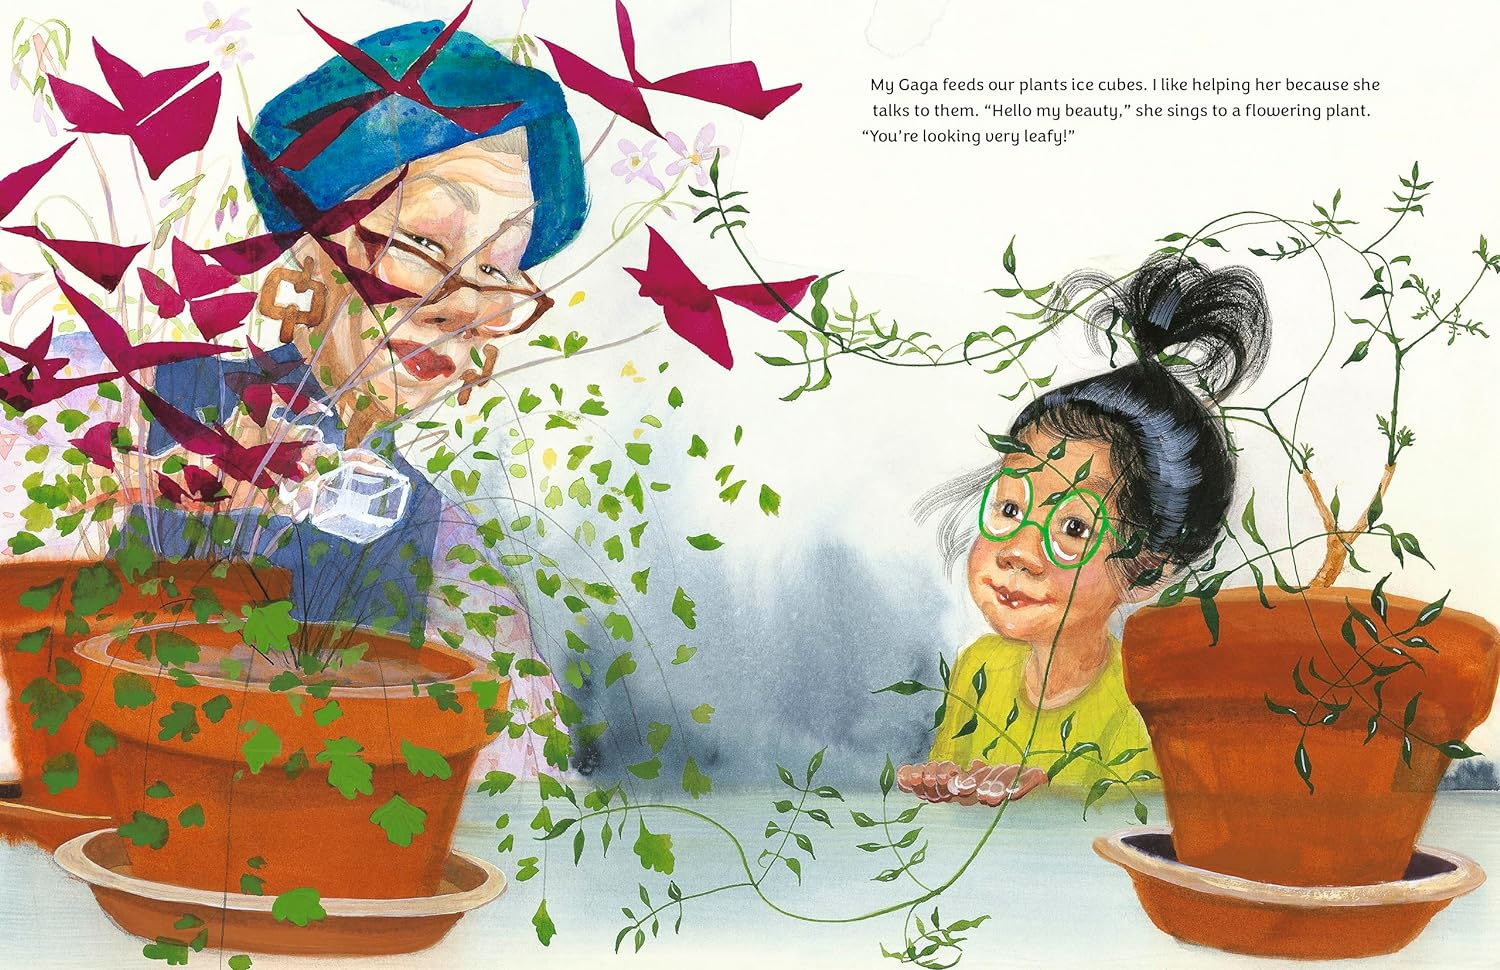 My Gaga feeds our plants ice cubes. I like helping her because she
talks to them. “Hello my beauty,” she sings to a flowering plant.
“You’re looking very leafy!”